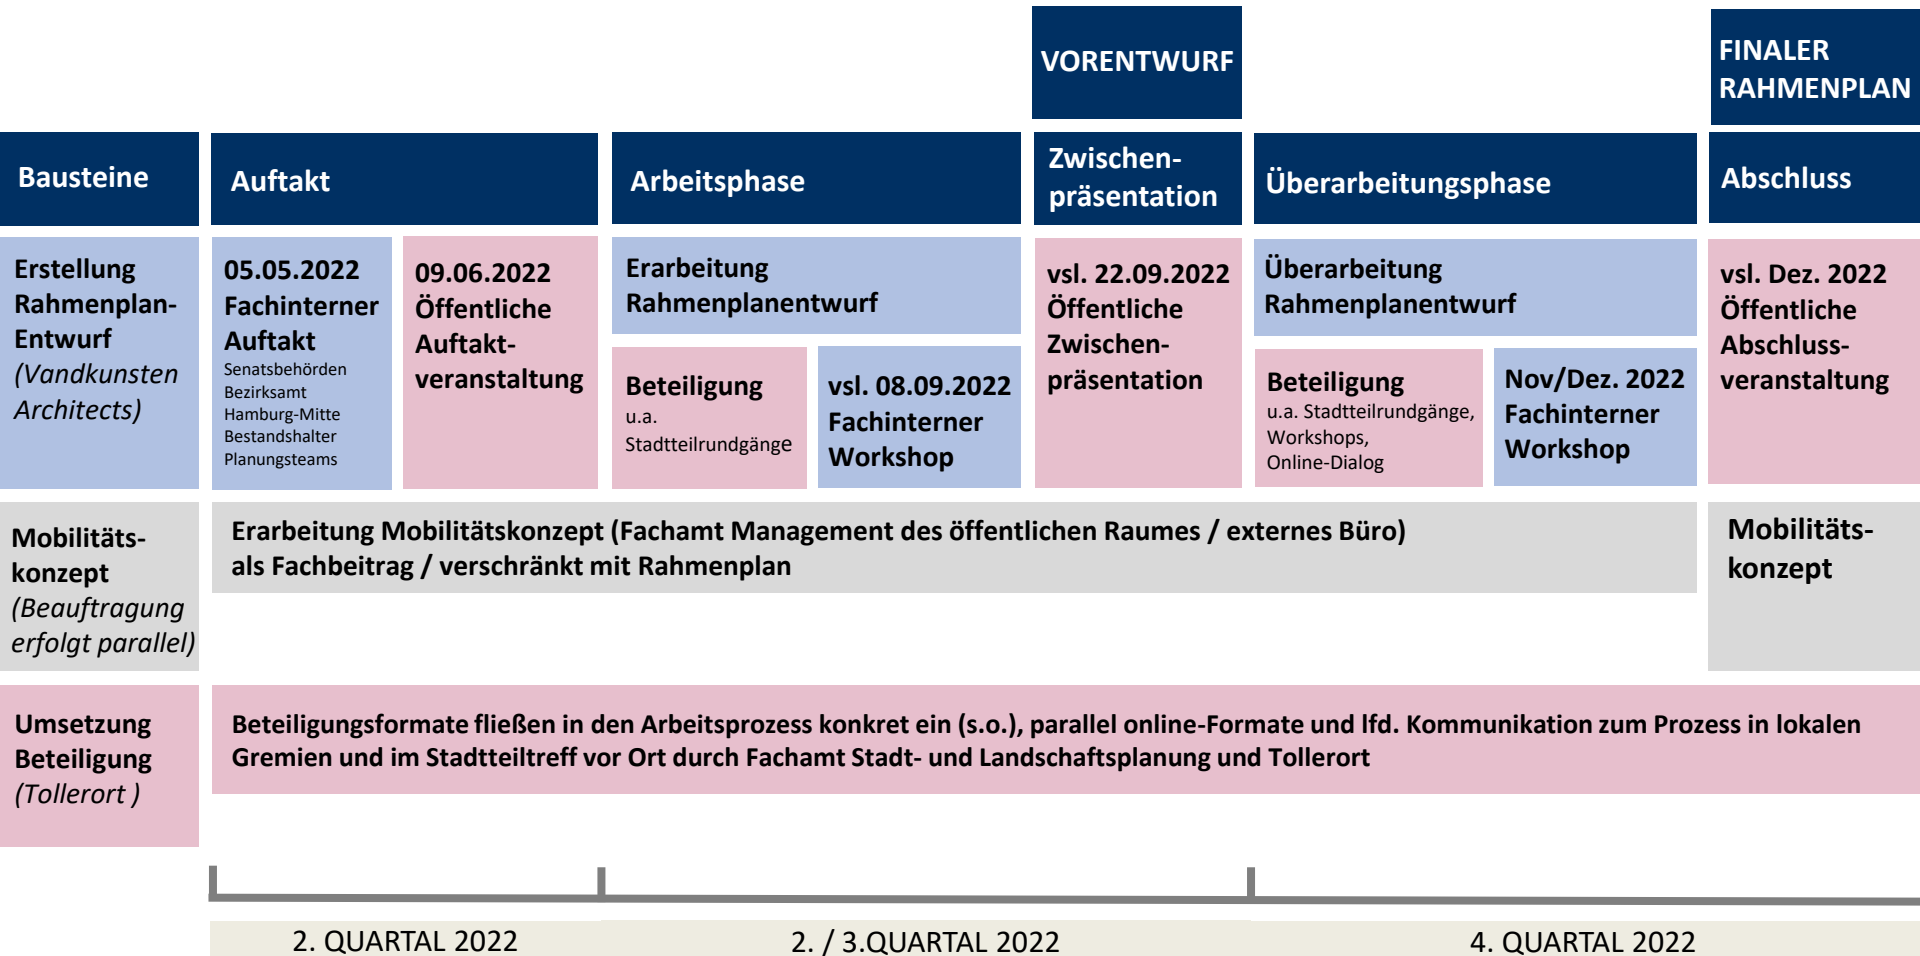 VORENTWURF
FINALER
RAHMENPLAN
Bausteine
Auftakt
Arbeitsphase
Zwischen-
präsentation
Überarbeitungsphase
Abschluss
Erstellung
Rahmenplan-
Entwurf
(Vandkunsten
Architects)
05.05.2022
Fachinterner
Auftakt
Senatsbehörden
Bezirksamt
Hamburg-Mitte
Bestandshalter
Planungsteams
09.06.2022
Öffentliche
Auftakt-
veranstaltung
Erarbeitung
Rahmenplanentwurf
Beteiligung
u.a.
Stadtteilrundgänge
vsl. 08.09.2022
Fachinterner
Workshop
vsl. 22.09.2022
Öffentliche
Zwischen-
präsentation
Überarbeitung
Rahmenplanentwurf
Beteiligung
u.a. Stadtteilrundgänge,
Workshops,
Online-Dialog
Nov/Dez. 2022
Fachinterner
Workshop
vsl. Dez. 2022
Öffentliche
Abschluss-
veranstaltung
Mobilitäts-
konzept
(Beauftragung
erfolgt parallel)
Erarbeitung Mobilitätskonzept (Fachamt Management des öffentlichen Raumes / externes Büro)
als Fachbeitrag / verschränkt mit Rahmenplan
Mobilitäts-
konzept
Umsetzung
Beteiligung
(Tollerort )
Beteiligungsformate fließen in den Arbeitsprozess konkret ein (s.o.), parallel online-Formate und lfd. Kommunikation zum Prozess in lokalen
Gremien und im Stadtteiltreff vor Ort durch Fachamt Stadt- und Landschaftsplanung und Tollerort
2. QUARTAL 2022
2. / 3.QUARTAL 2022
4. QUARTAL 2022